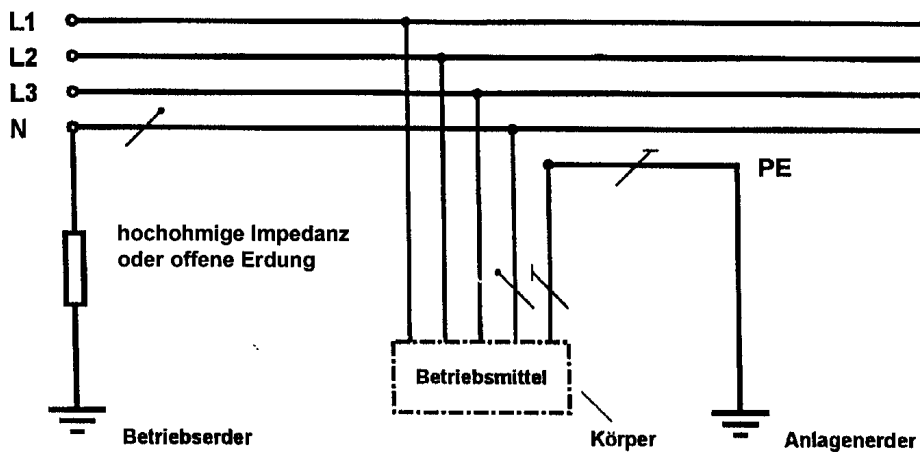 L1
L2
L3
N
PE
hochohmige Impedanz
oder offene Erdung
Betriebsmittel
Betriebserder
Körper
Anlagenerder